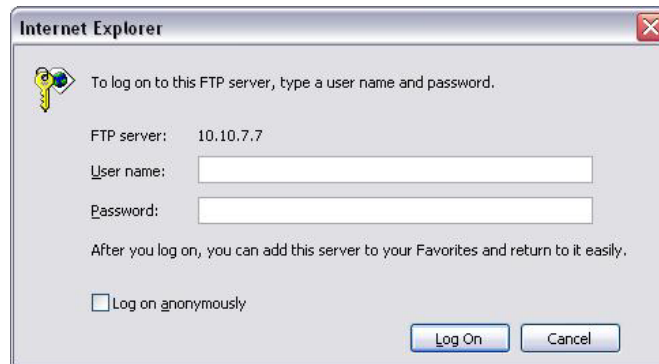 Internet Explorer
To log on to this FTP server, type a user name and password.
FTP server: 10.10.7.7
User name:
Password:
After you log on, you can add this server to your Favorites and return to it easily.
Log on anonymously
Log On Cancel